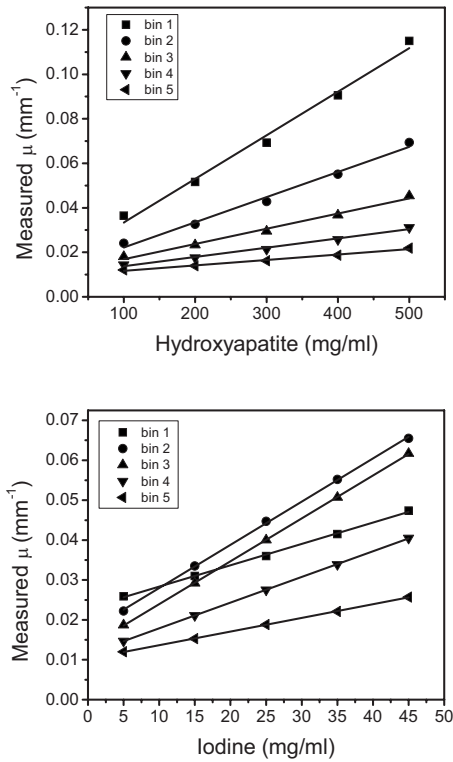 0.12
0.10
0.08
0.06
0.04
0.02
0.00
Measured μ (mm⁻¹)
bin 1
bin 2
bin 3
bin 4
bin 5
100 200 300 400 500
Hydroxyapatite (mg/ml)
0.07
0.06
0.05
0.04
0.03
0.02
0.01
0.00
Measured μ (mm⁻¹)
bin 1
bin 2
bin 3
bin 4
bin 5
0 5 10 15 20 25 30 35 40 45 50
Iodine (mg/ml)